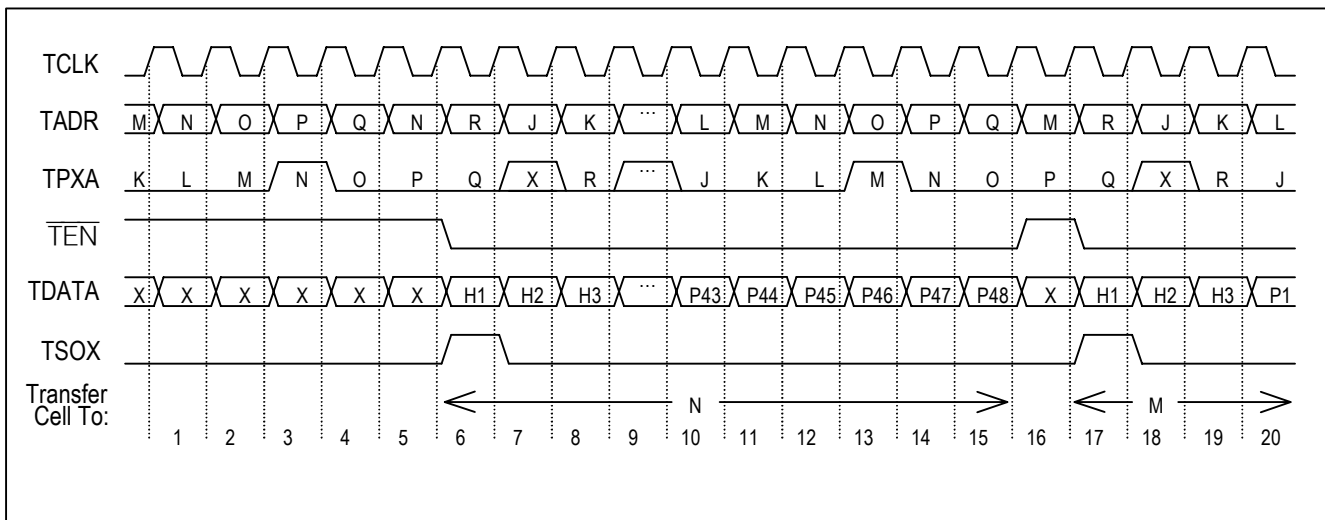 TCLK
TADR M N O P Q N R J K ... L M N O P Q M R J K L
TPXA K L M N O P Q X R ... J K L M N O P Q X R J
TEN
TDATA X X X X X X H1 H2 H3 ... P43 P44 P45 P46 P47 P48 X H1 H2 H3 P1
TSOX
Transfer
Cell To: N M
1 2 3 4 5 6 7 8 9 10 11 12 13 14 15 16 17 18 19 20